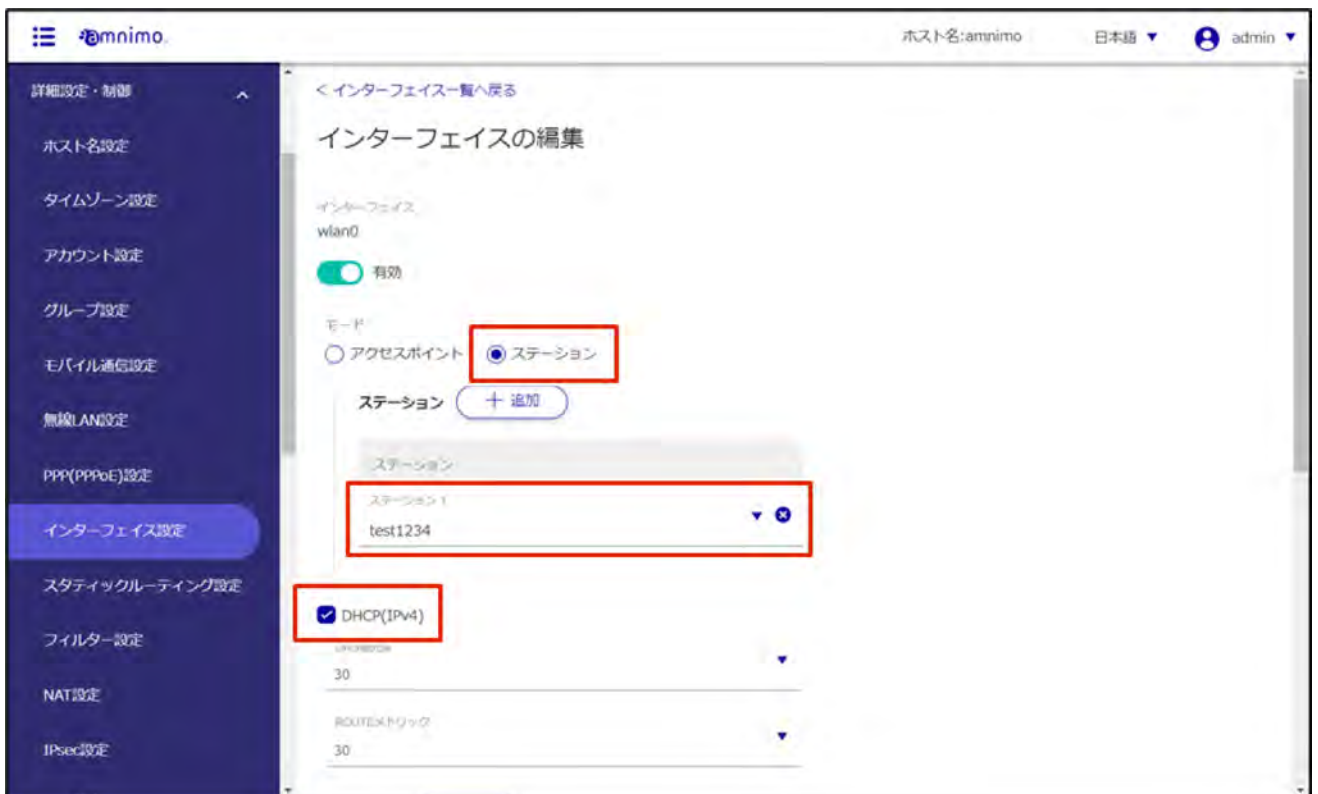 amnimo
ホスト名:amnimo
日本語
admin
詳細設定・制御
ホスト名設定
タイムゾーン設定
アカウント設定
グループ設定
モバイル通信設定
無線LAN設定
PPP(PPPoE)設定
インターフェイス設定
スタティックルーティング設定
フィルター設定
NAT設定
IPsec設定
< インターフェイス一覧へ戻る
インターフェイスの編集
インターフェイス
wlan0
有効
モード
アクセスポイント
ステーション
ステーション
+ 追加
ステーション
ステーション 1
test1234
DHCP(IPv4)
30
ROUTEメトリック
30